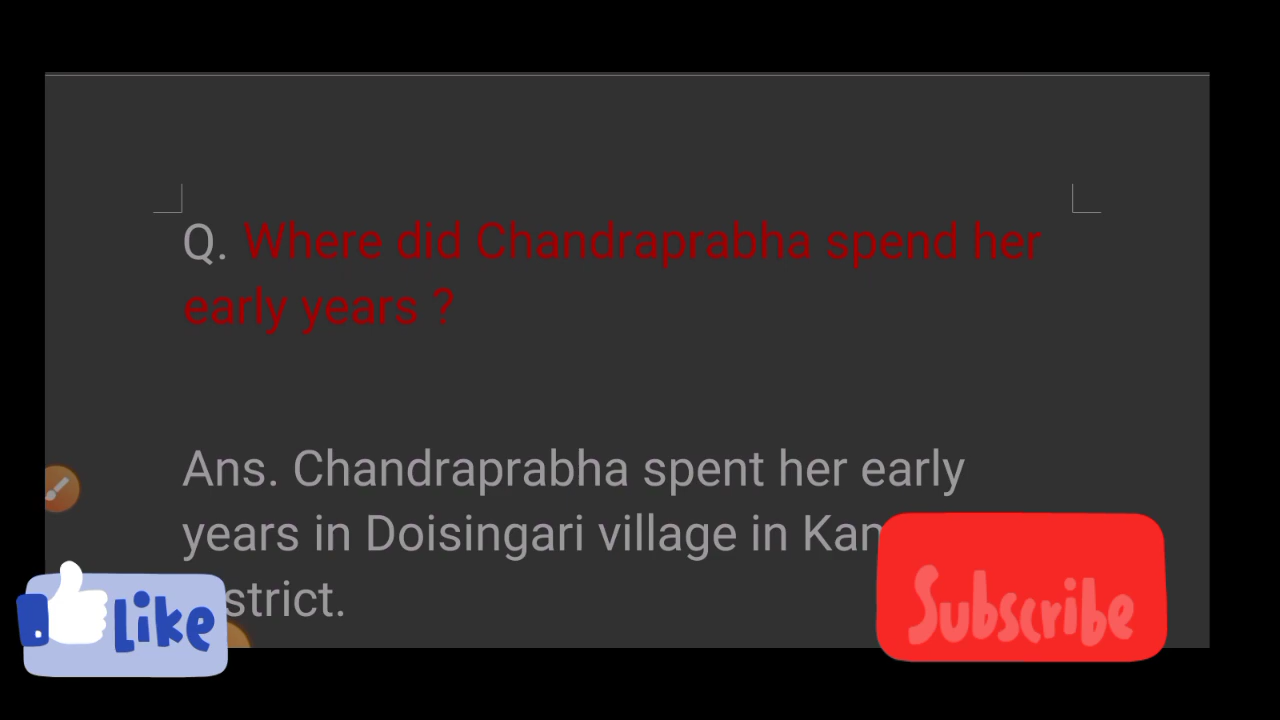 Q. Where did Chandraprabha spend her
early years ?
Ans. Chandraprabha spent her early
years in Doisingari village in
Like
Subscribe